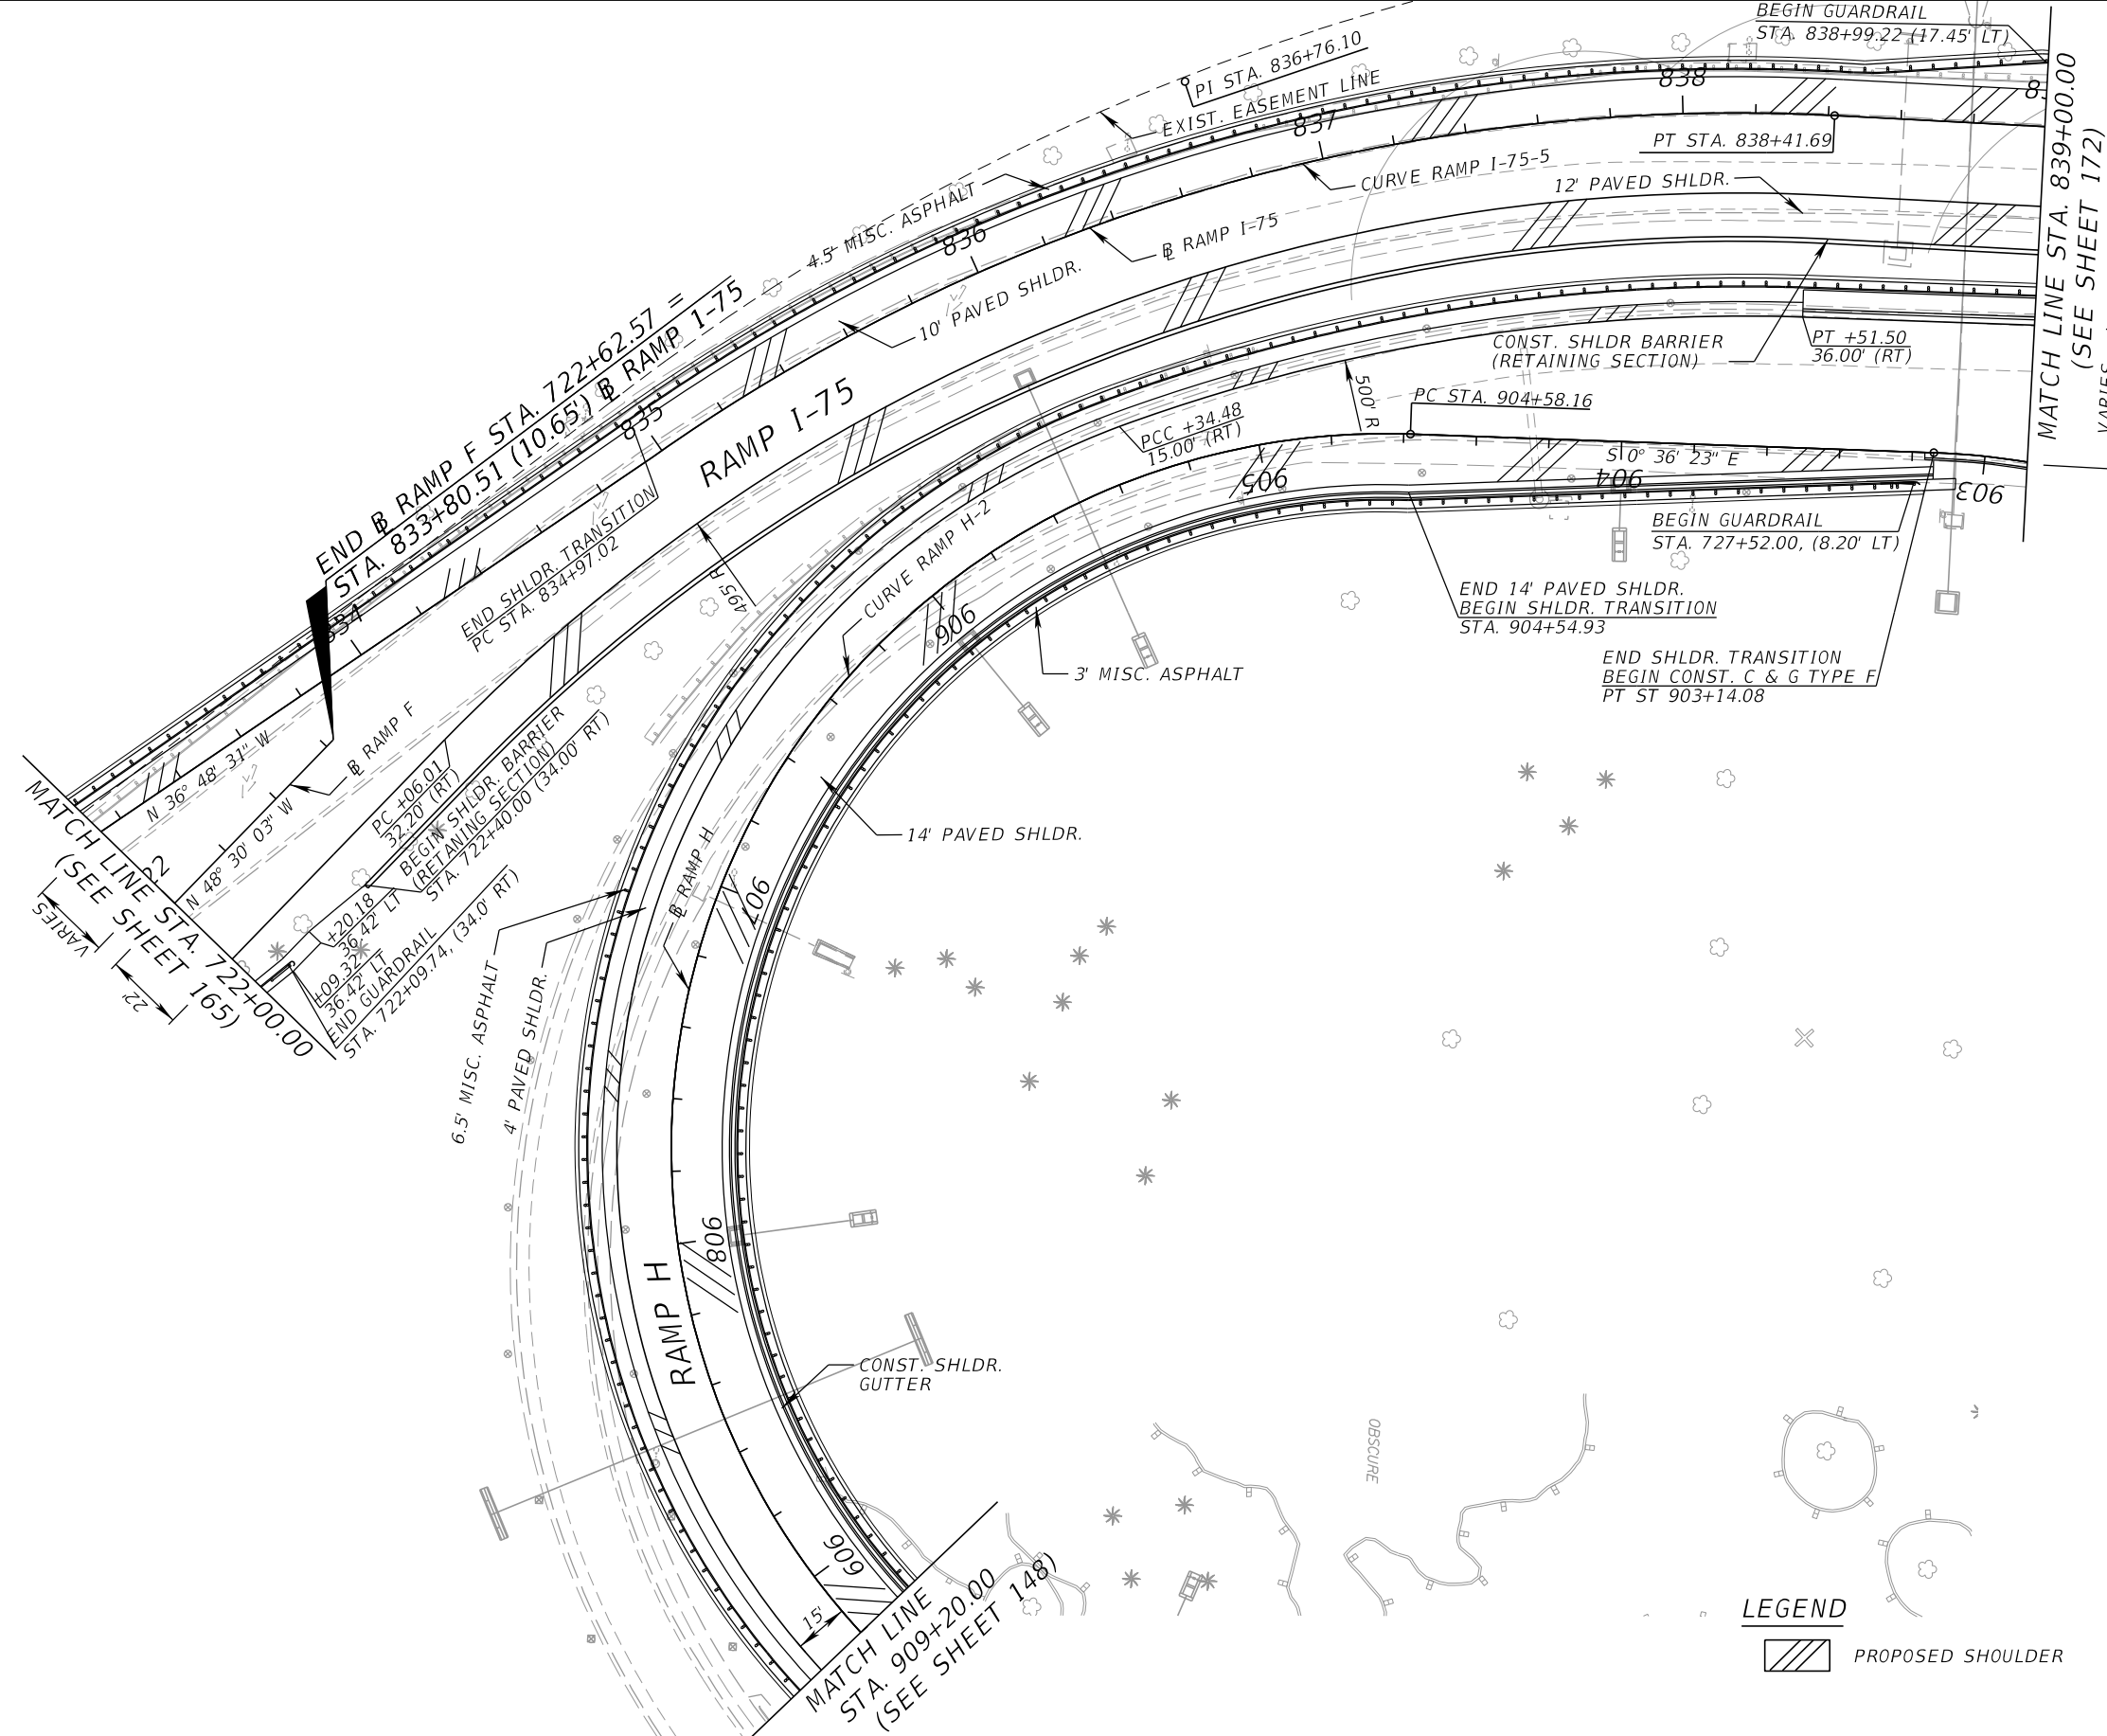 BEGIN GUARDRAIL
STA. 838+99.22 (17.45' LT)
PI STA. 836+76.10
EXIST. EASEMENT LINE
838
837
PT STA. 838+41.69
CURVE RAMP I-75-5
12' PAVED SHLDR.
4.5' MISC. ASPHALT
836
℄ RAMP I-75
10' PAVED SHLDR.
MATCH LINE STA. 839+00.00
(SEE SHEET 172)
VARIES
CONST. SHLDR BARRIER
(RETAINING SECTION)
PT +51.50
36.00' (RT)
END ℄ RAMP F STA. 722+62.57 =
STA. 833+80.51 (10.65') ℄ RAMP I-75
835
RAMP I-75
500' R
PC STA. 904+58.16
PCC +34.48
15.00' (RT)
905
S 0° 36' 23" E
904
903
BEGIN GUARDRAIL
STA. 727+52.00, (8.20' LT)
END SHLDR. TRANSITION
PC STA. 834+97.02
CURVE RAMP H-2
495' R
834
906
END 14' PAVED SHLDR.
BEGIN SHLDR. TRANSITION
STA. 904+54.93
3' MISC. ASPHALT
END SHLDR. TRANSITION
BEGIN CONST. C & G TYPE F
PT ST 903+14.08
N 36° 48' 31" W
℄ RAMP F
PC +06.01
32.20' (RT)
BEGIN SHLDR. BARRIER
(RETANING SECTION)
STA. 722+40.00 (34.00' RT)
N 48° 30' 03" W
14' PAVED SHLDR.
℄ RAMP H
907
MATCH LINE STA. 722+00.00
(SEE SHEET 165)
22
VARIES
22'
+20.18
36.42' LT
+09.32
36.42' LT
END GUARDRAIL
STA. 722+09.74, (34.0' RT)
6.5' MISC. ASPHALT
4' PAVED SHLDR.
908
RAMP H
CONST. SHLDR.
GUTTER
OBSCURE
909
15'
MATCH LINE
STA. 909+20.00
(SEE SHEET 148)
LEGEND
PROPOSED SHOULDER